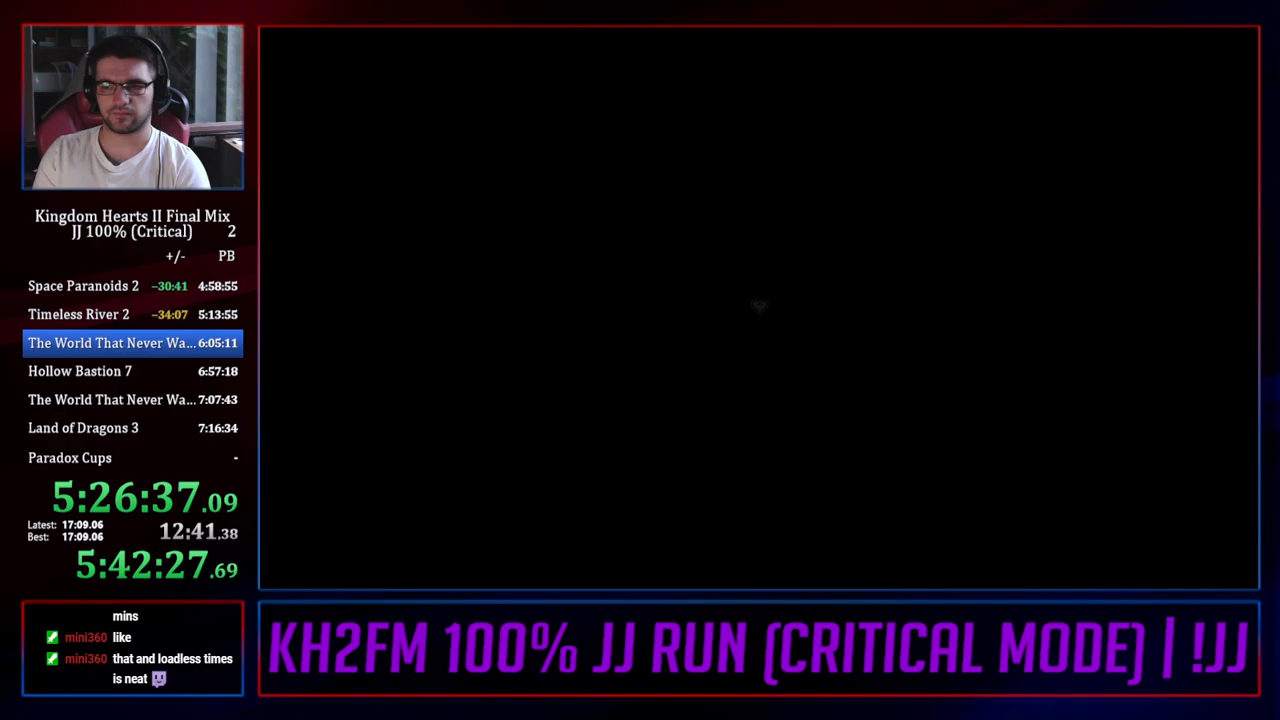 Kingdom Hearts II Final Mix
JJ 100% (Critical) 2
+/- PB
Space Paranoids 2 −30:41 4:58:55
Timeless River 2 −34:07 5:13:55
The World That Never Wa... 6:05:11
Hollow Bastion 7 6:57:18
The World That Never Wa... 7:07:43
Land of Dragons 3 7:16:34
Paradox Cups -
5:26:37.09
Latest: 17:09.06 12:41.38
Best: 17:09.06
5:42:27.69
mins
mini360 like
mini360 that and loadless times
is neat
KH2FM 100% JJ RUN (CRITICAL MODE) | !JJ